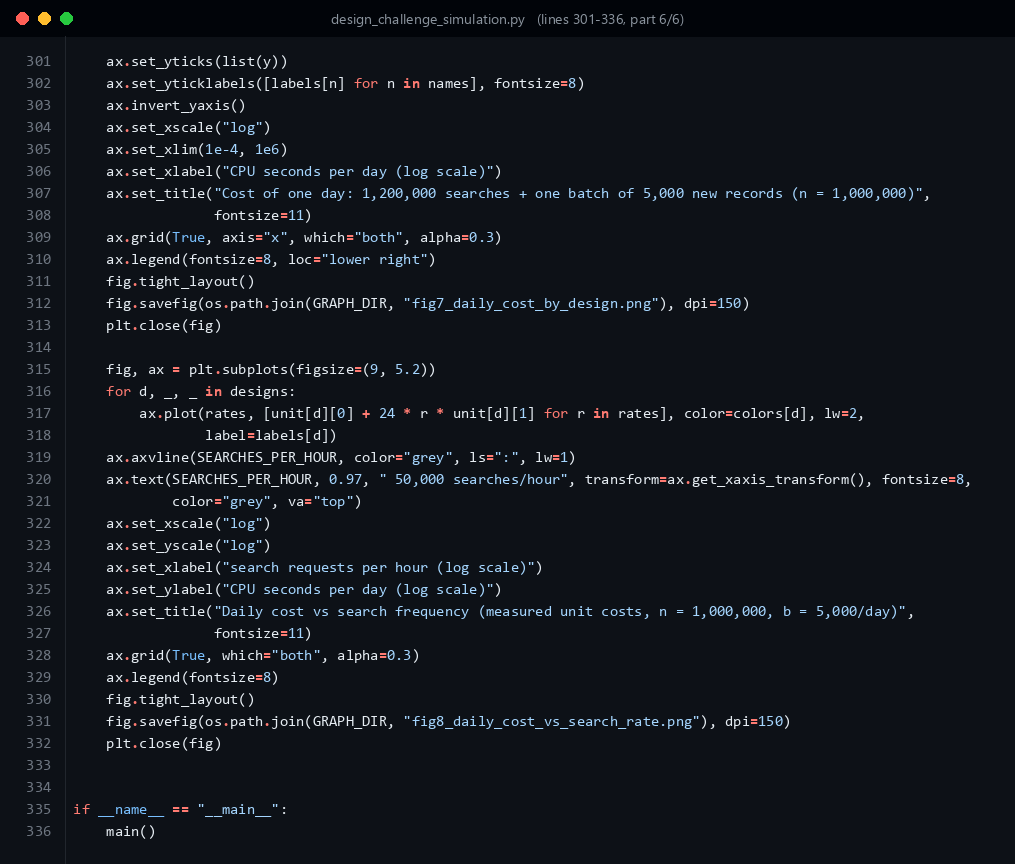 design_challenge_simulation.py (lines 301-336, part 6/6)
301 ax.set_yticks(list(y))
302 ax.set_yticklabels([labels[n] for n in names], fontsize=8)
303 ax.invert_yaxis()
304 ax.set_xscale("log")
305 ax.set_xlim(1e-4, 1e6)
306 ax.set_xlabel("CPU seconds per day (log scale)")
307 ax.set_title("Cost of one day: 1,200,000 searches + one batch of 5,000 new records (n = 1,000,000)",
308 fontsize=11)
309 ax.grid(True, axis="x", which="both", alpha=0.3)
310 ax.legend(fontsize=8, loc="lower right")
311 fig.tight_layout()
312 fig.savefig(os.path.join(GRAPH_DIR, "fig7_daily_cost_by_design.png"), dpi=150)
313 plt.close(fig)
314
315 fig, ax = plt.subplots(figsize=(9, 5.2))
316 for d, _, _ in designs:
317 ax.plot(rates, [unit[d][0] + 24 * r * unit[d][1] for r in rates], color=colors[d], lw=2,
318 label=labels[d])
319 ax.axvline(SEARCHES_PER_HOUR, color="grey", ls=":", lw=1)
320 ax.text(SEARCHES_PER_HOUR, 0.97, " 50,000 searches/hour", transform=ax.get_xaxis_transform(), fontsize=8,
321 color="grey", va="top")
322 ax.set_xscale("log")
323 ax.set_yscale("log")
324 ax.set_xlabel("search requests per hour (log scale)")
325 ax.set_ylabel("CPU seconds per day (log scale)")
326 ax.set_title("Daily cost vs search frequency (measured unit costs, n = 1,000,000, b = 5,000/day)",
327 fontsize=11)
328 ax.grid(True, which="both", alpha=0.3)
329 ax.legend(fontsize=8)
330 fig.tight_layout()
331 fig.savefig(os.path.join(GRAPH_DIR, "fig8_daily_cost_vs_search_rate.png"), dpi=150)
332 plt.close(fig)
333
334
335 if __name__ == "__main__":
336 main()